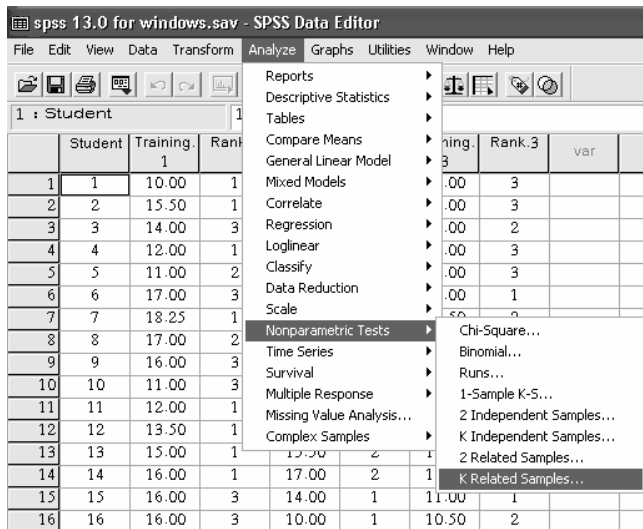 spss 13.0 for windows.sav - SPSS Data Editor
File Edit View Data Transform Analyze Graphs Utilities Window Help
1 : Student 1
Student Training.1 Rank.3 var
Reports
Descriptive Statistics
Tables
Compare Means
General Linear Model
Mixed Models
Correlate
Regression
Loglinear
Classify
Data Reduction
Scale
Nonparametric Tests
Time Series
Survival
Multiple Response
Missing Value Analysis...
Complex Samples
Chi-Square...
Binomial...
Runs...
1-Sample K-S...
2 Independent Samples...
K Independent Samples...
2 Related Samples...
K Related Samples...
1 1 10.00 1 .00 3
2 2 15.50 1 .00 3
3 3 14.00 3 .00 2
4 4 12.00 1 .00 3
5 5 11.00 2 .00 3
6 6 17.00 3 .00 1
7 7 18.25 1
8 8 17.00 2
9 9 16.00 3
10 10 11.00 3
11 11 12.00 1
12 12 13.50 1
13 13 15.00 1
14 14 16.00 1 17.00 2 1
15 15 16.00 3 14.00 1 11.00 1
16 16 16.00 3 10.00 1 10.50 2